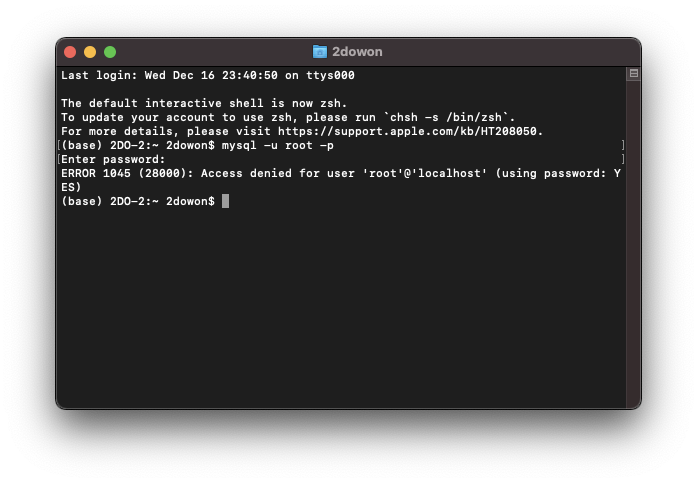 2dowon
Last login: Wed Dec 16 23:40:50 on ttys000
The default interactive shell is now zsh.
To update your account to use zsh, please run `chsh -s /bin/zsh`.
For more details, please visit https://support.apple.com/kb/HT208050.
[(base) 2DO-2:~ 2dowon$ mysql -u root -p ]
[Enter password: ]
ERROR 1045 (28000): Access denied for user 'root'@'localhost' (using password: Y
ES)
(base) 2DO-2:~ 2dowon$